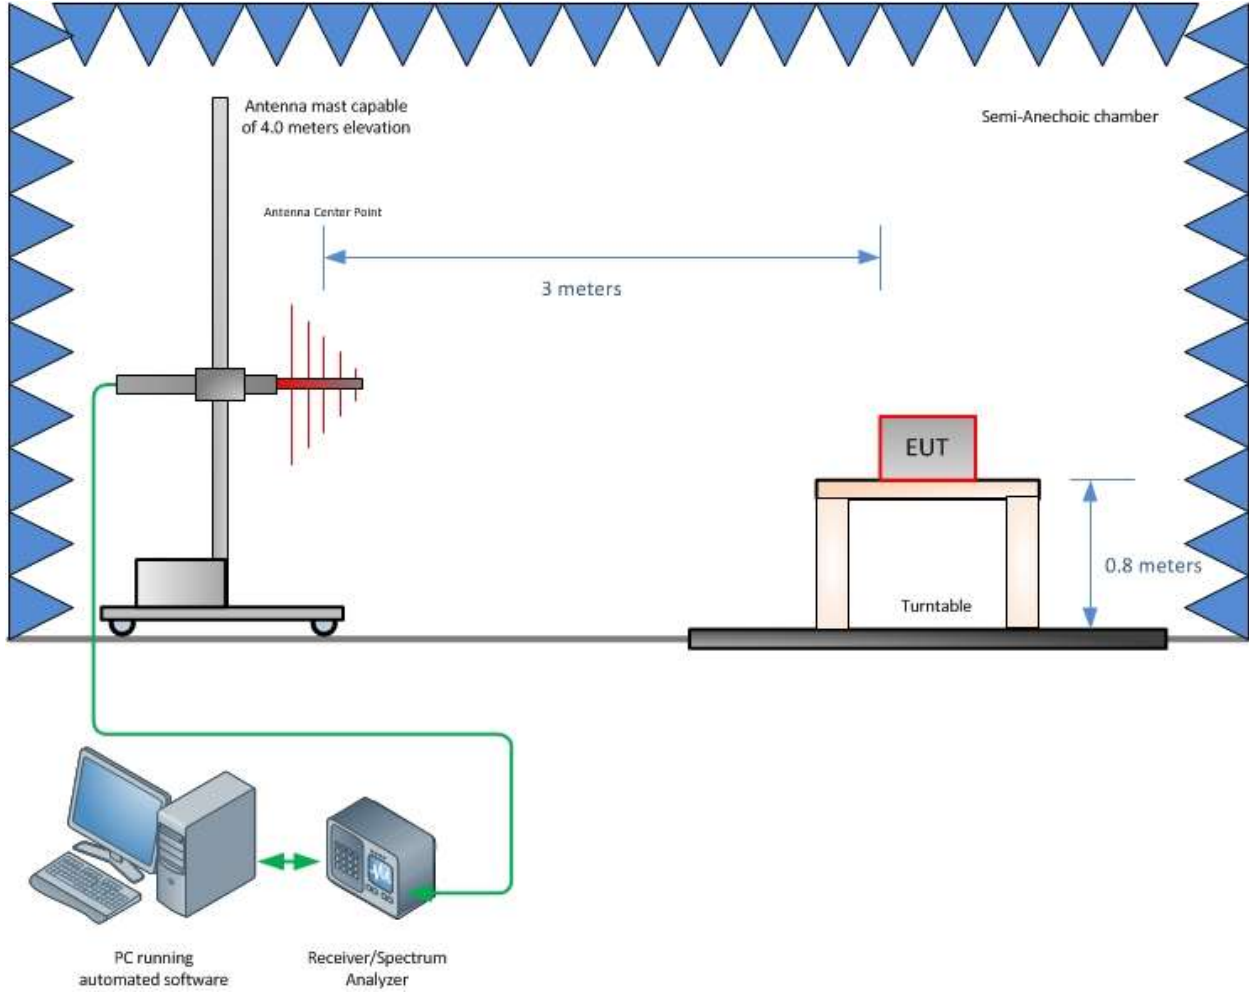 Antenna mast capable
of 4.0 meters elevation
Semi-Anechoic chamber
Antenna Center Point
3 meters
EUT
0.8 meters
Turntable
PC running
automated software
Receiver/Spectrum
Analyzer